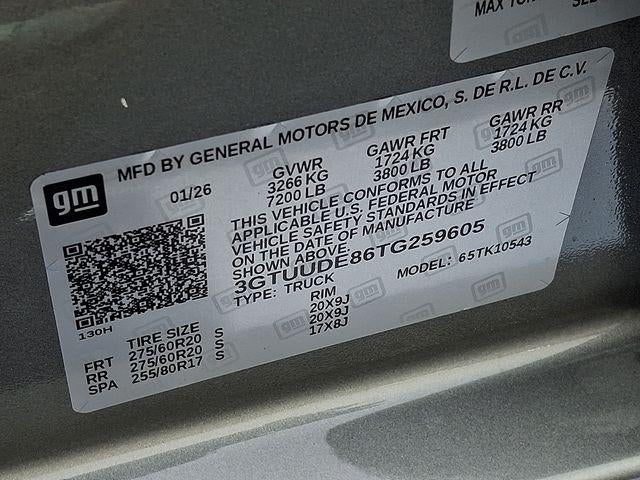 MAX
MFD BY GENERAL MOTORS DE MEXICO, S. DE R.L. DE C.V.
gm
01/26
GVWR
3266 KG
7200 LB
GAWR FRT
1724 KG
3800 LB
GAWR RR
1724 KG
3800 LB
THIS VEHICLE CONFORMS TO ALL
APPLICABLE U.S. FEDERAL MOTOR
VEHICLE SAFETY STANDARDS IN EFFECT
ON THE DATE OF MANUFACTURE
SHOWN ABOVE.
3GTUUDE86TG259605
TYPE: TRUCK
MODEL: 65TK10543
130H
TIRE SIZE RIM
FRT 275/60R20 S 20X9J
RR 275/60R20 S 20X9J
SPA 255/80R17 S 17X8J